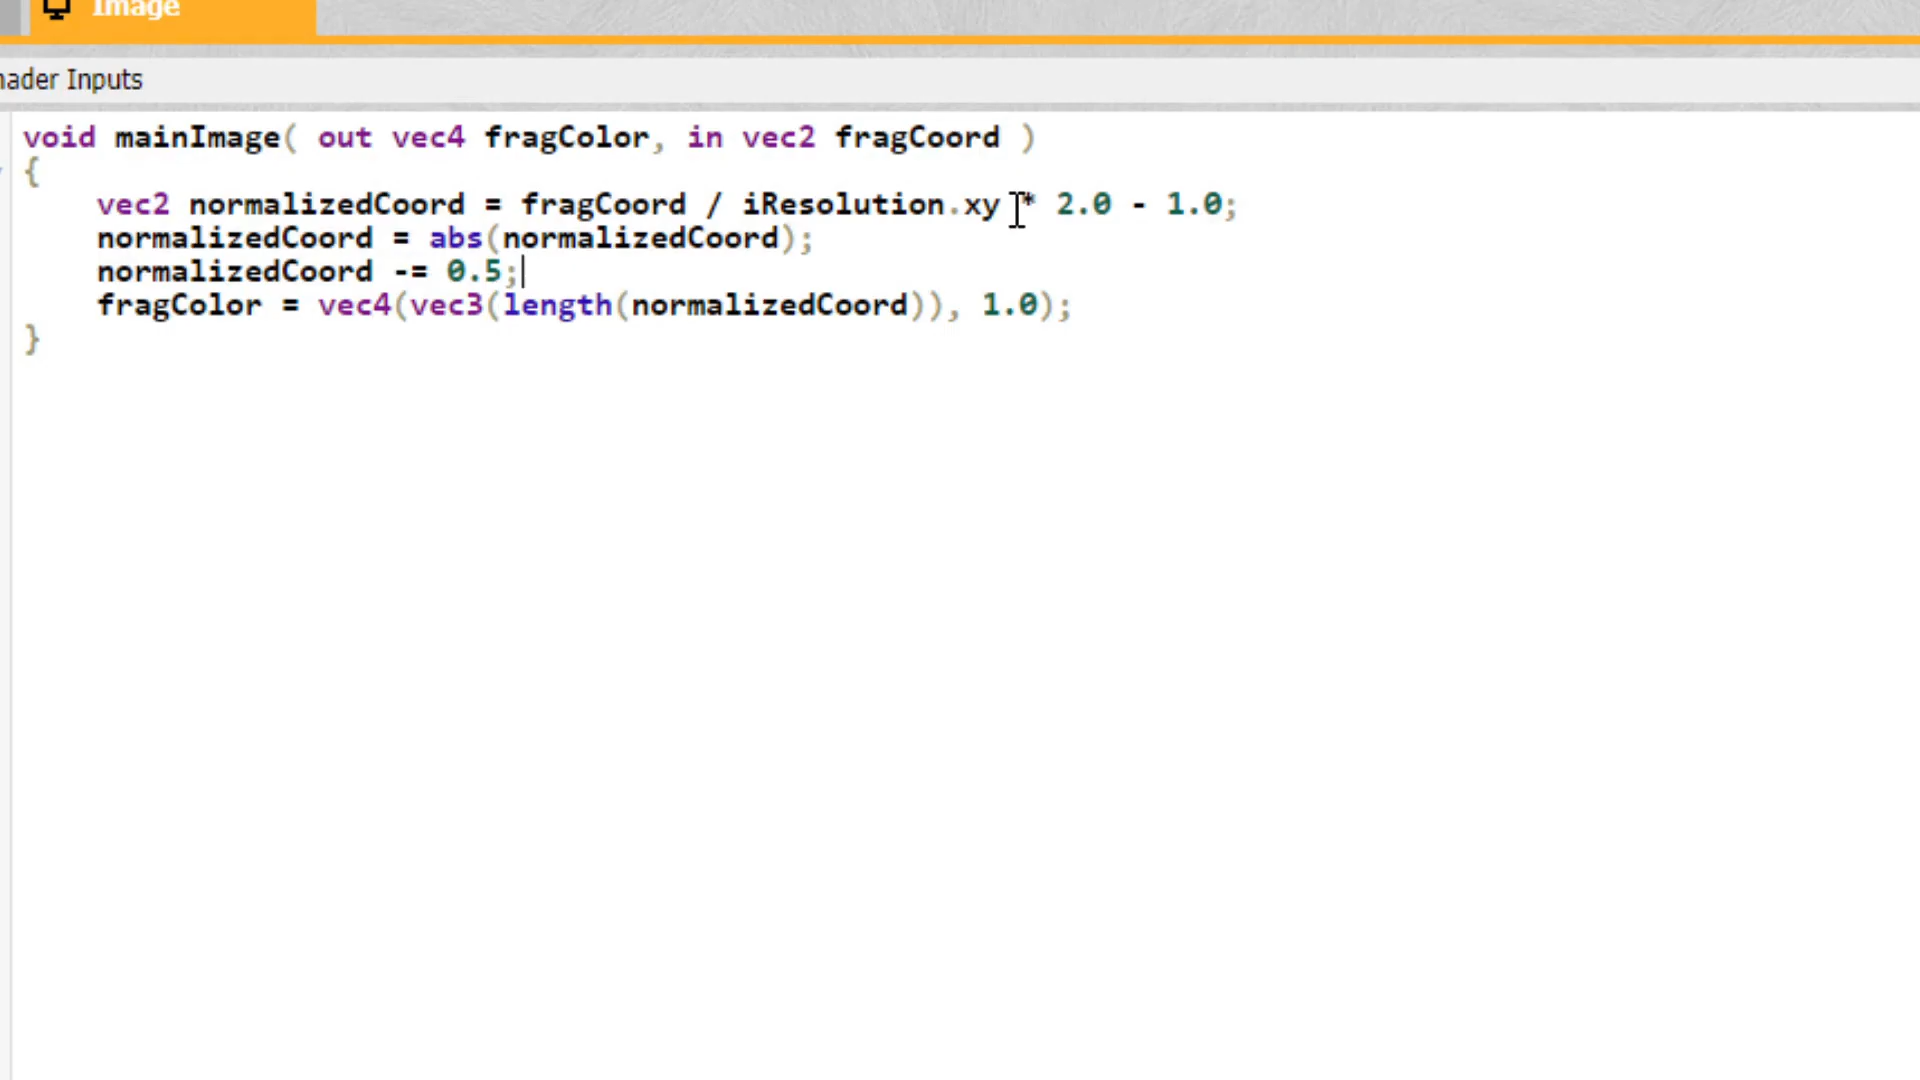 Image
hader Inputs
void mainImage( out vec4 fragColor, in vec2 fragCoord )
{
    vec2 normalizedCoord = fragCoord / iResolution.xy * 2.0 - 1.0;
    normalizedCoord = abs(normalizedCoord);
    normalizedCoord -= 0.5;
    fragColor = vec4(vec3(length(normalizedCoord)), 1.0);
}